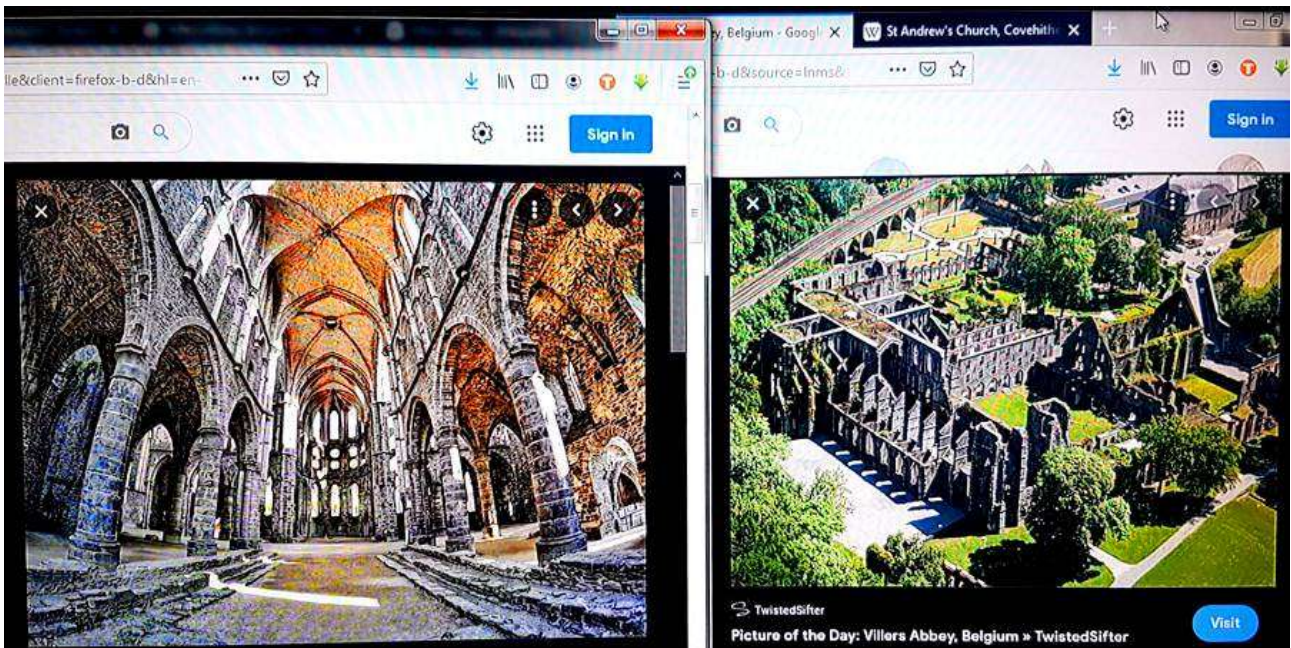 y, Belgium - Googl
St Andrew's Church, Covehith
lle&client=firefox-b-d&hl=en-
-b-d&source=lnms&
Sign in
Sign in
TwistedSifter
Picture of the Day: Villers Abbey, Belgium » TwistedSifter
Visit